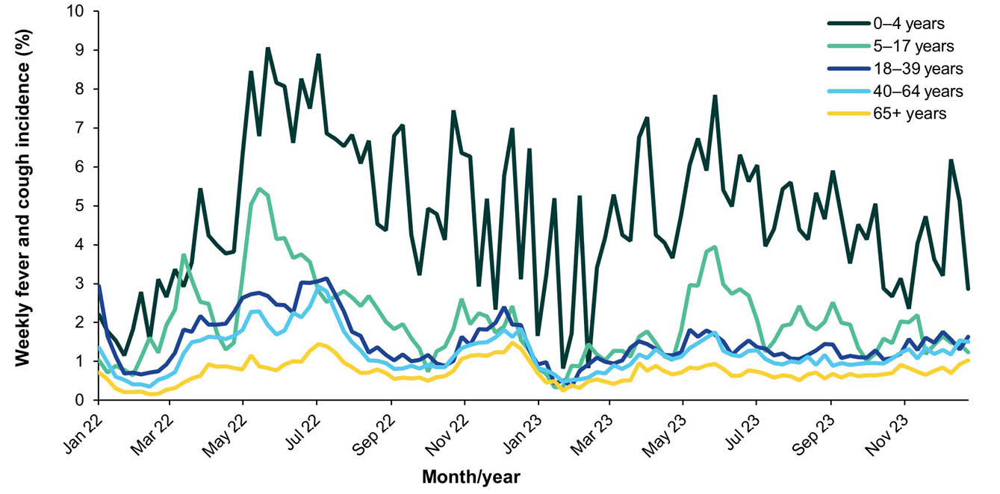 Weekly fever and cough incidence (%)
10
9
8
7
6
5
4
3
2
1
0
0–4 years
5–17 years
18–39 years
40–64 years
65+ years
Jan 22
Mar 22
May 22
Jul 22
Sep 22
Nov 22
Jan 23
Mar 23
May 23
Jul 23
Sep 23
Nov 23
Month/year